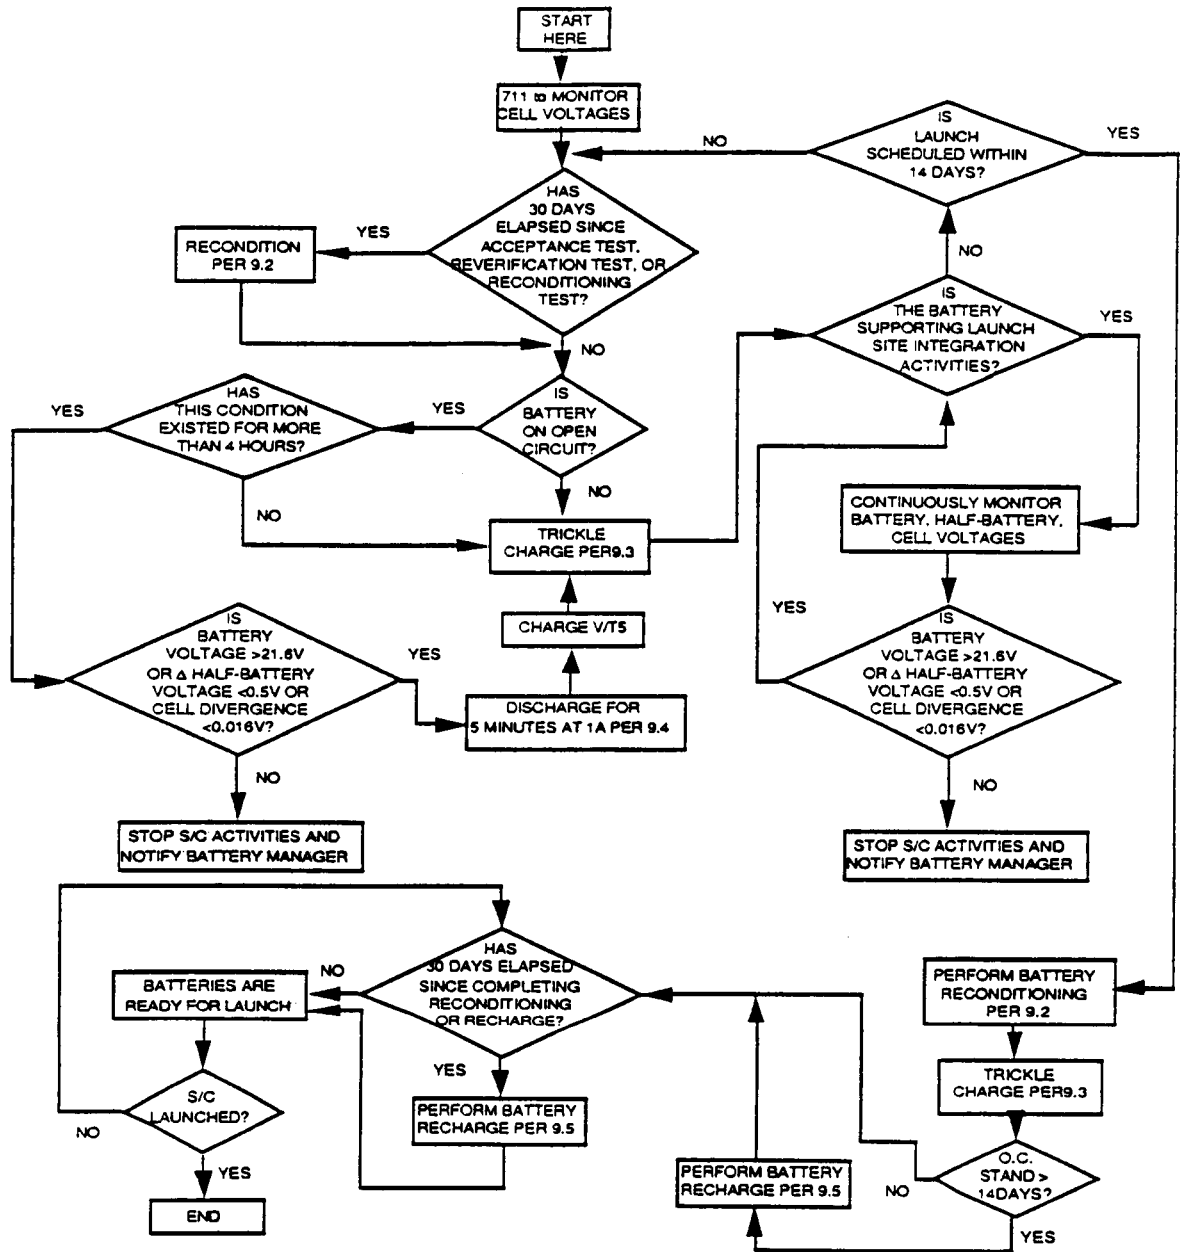 START
HERE
711 to MONITOR
CELL VOLTAGES
IS
LAUNCH
SCHEDULED WITHIN
14 DAYS?
NO
YES
HAS
30 DAYS
ELAPSED SINCE
ACCEPTANCE TEST,
REVERIFICATION TEST, OR
RECONDITIONING
TEST?
YES
RECONDITION
PER 9.2
NO
NO
IS
THE BATTERY
SUPPORTING LAUNCH
SITE INTEGRATION
ACTIVITIES?
YES
IS
BATTERY
ON OPEN
CIRCUIT?
YES
HAS
THIS CONDITION
EXISTED FOR MORE
THAN 4 HOURS?
YES
NO
NO
TRICKLE
CHARGE PER9.3
CONTINUOUSLY MONITOR
BATTERY, HALF-BATTERY,
CELL VOLTAGES
CHARGE V/T5
YES
IS
BATTERY
VOLTAGE >21.6V
OR Δ HALF-BATTERY
VOLTAGE <0.5V OR
CELL DIVERGENCE
<0.016V?
YES
DISCHARGE FOR
5 MINUTES AT 1A PER 9.4
IS
BATTERY
VOLTAGE >21.6V
OR Δ HALF-BATTERY
VOLTAGE <0.5V OR
CELL DIVERGENCE
<0.016V?
NO
NO
STOP S/C ACTIVITIES AND
NOTIFY BATTERY MANAGER
STOP S/C ACTIVITIES AND
NOTIFY BATTERY MANAGER
HAS
30 DAYS ELAPSED
SINCE COMPLETING
RECONDITIONING
OR RECHARGE?
NO
BATTERIES ARE
READY FOR LAUNCH
PERFORM BATTERY
RECONDITIONING
PER 9.2
YES
TRICKLE
CHARGE PER9.3
S/C
LAUNCHED?
NO
PERFORM BATTERY
RECHARGE PER 9.5
YES
END
PERFORM BATTERY
RECHARGE PER 9.5
O.C.
STAND >
14DAYS?
NO
YES